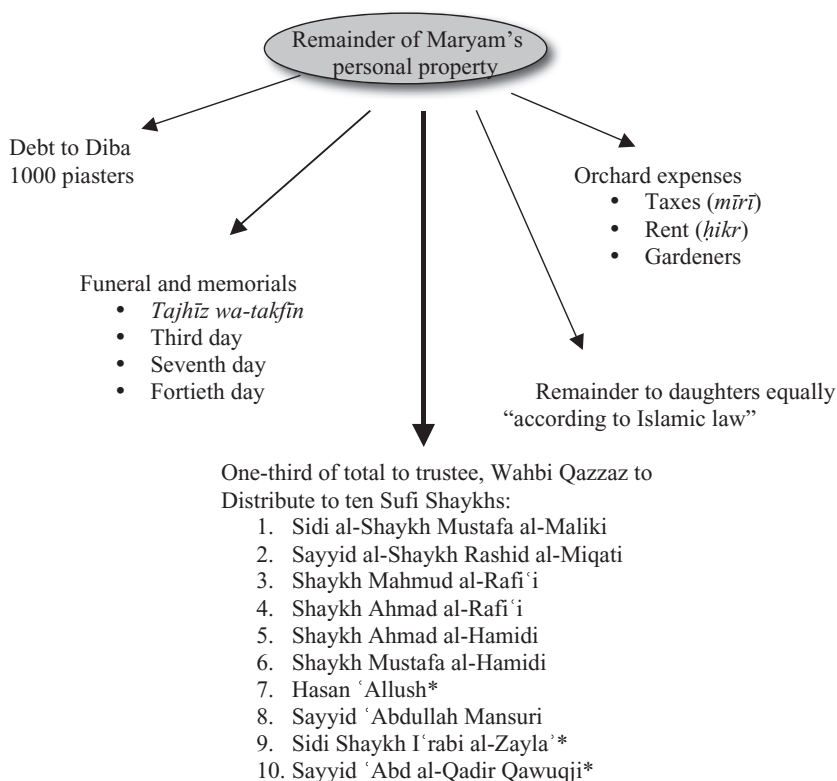 Remainder of Maryam's
personal property
Debt to Diba
1000 piasters
Orchard expenses
• Taxes (mīrī)
• Rent (ḥikr)
• Gardeners
Funeral and memorials
• Tajhīz wa-takfīn
• Third day
• Seventh day
• Fortieth day
Remainder to daughters equally
“according to Islamic law”
One-third of total to trustee, Wahbi Qazzaz to
Distribute to ten Sufi Shaykhs:
1. Sidi al-Shaykh Mustafa al-Maliki
2. Sayyid al-Shaykh Rashid al-Miqati
3. Shaykh Mahmud al-Rafiʿi
4. Shaykh Ahmad al-Rafiʿi
5. Shaykh Ahmad al-Hamidi
6. Shaykh Mustafa al-Hamidi
7. Hasan ʿAllush*
8. Sayyid ʿAbdullah Mansuri
9. Sidi Shaykh Iʿrabi al-Zaylaʾ*
10. Sayyid ʿAbd al-Qadir Qawuqji*